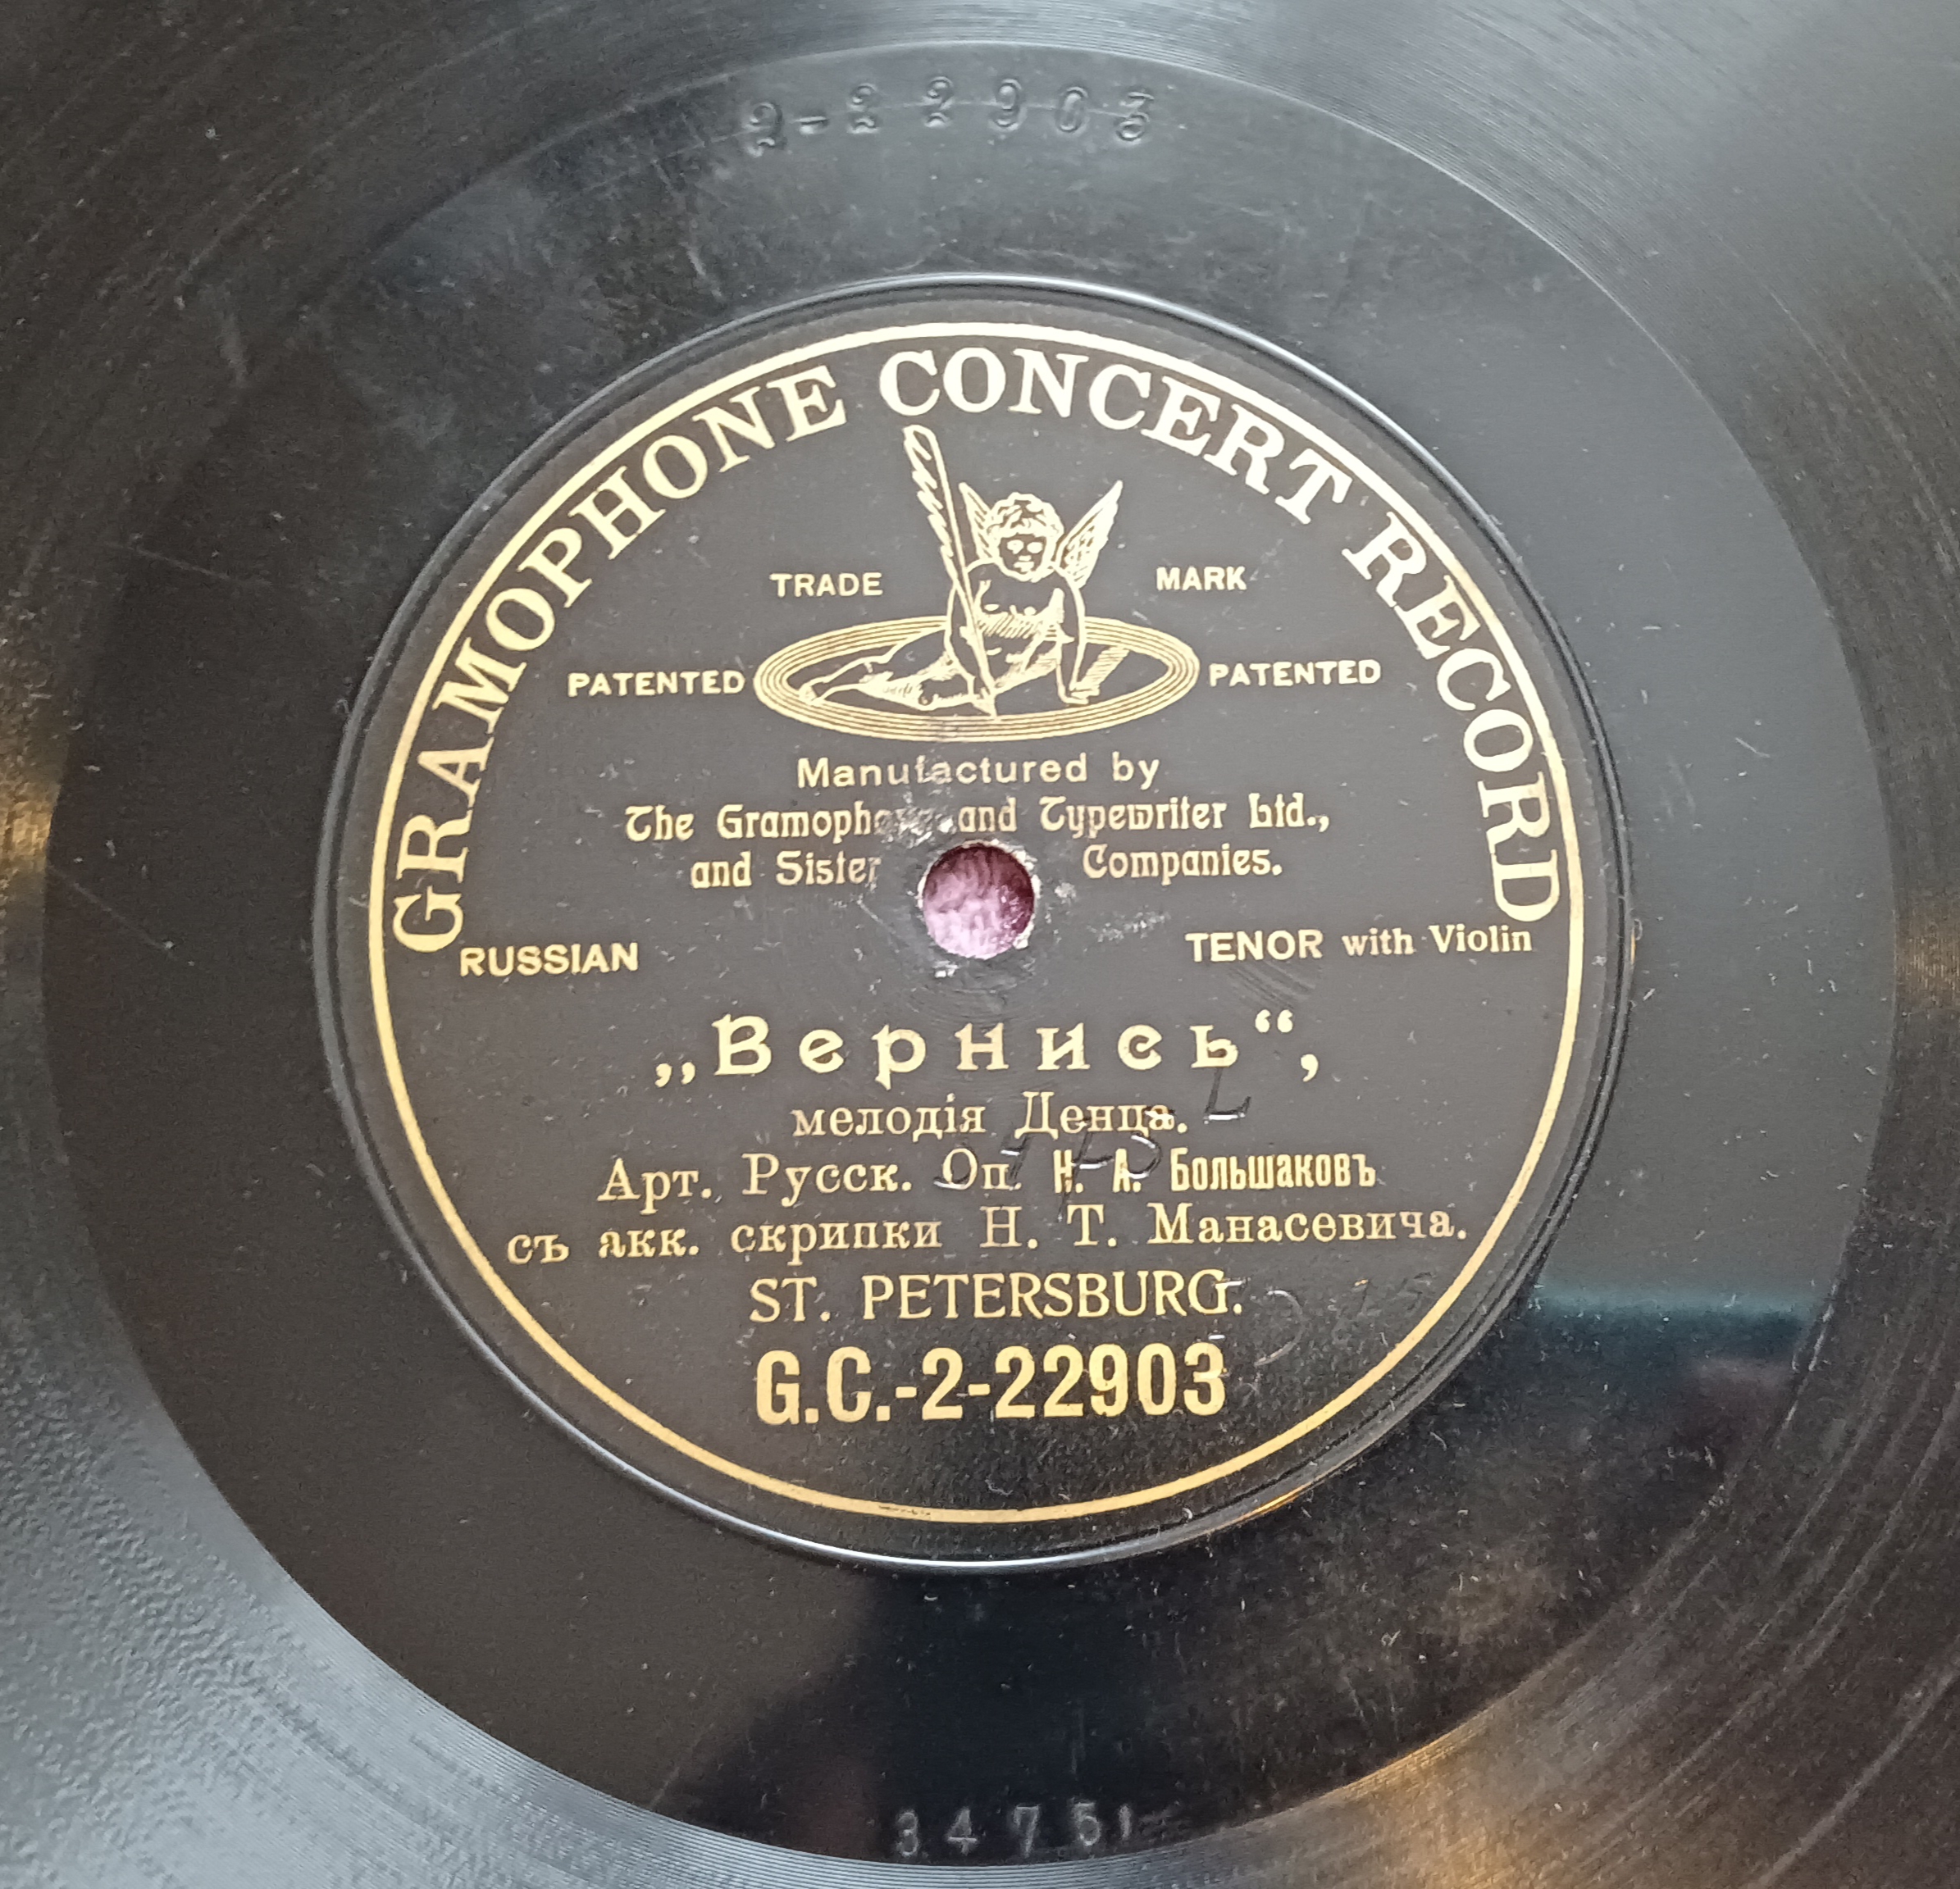 2-22903
GRAMOPHONE CONCERT RECORD
TRADE MARK
PATENTED PATENTED
Manufactured by
The Gramophone and Typewriter Ltd.,
and Sister Companies.
RUSSIAN TENOR with Violin
„Вернись“,
мелодія Денца.
Арт. Русск. Оп. Н. А. Большаковъ
съ акк. скрипки Н. Т. Манасевича.
ST. PETERSBURG.
G.C.-2-22903
3475